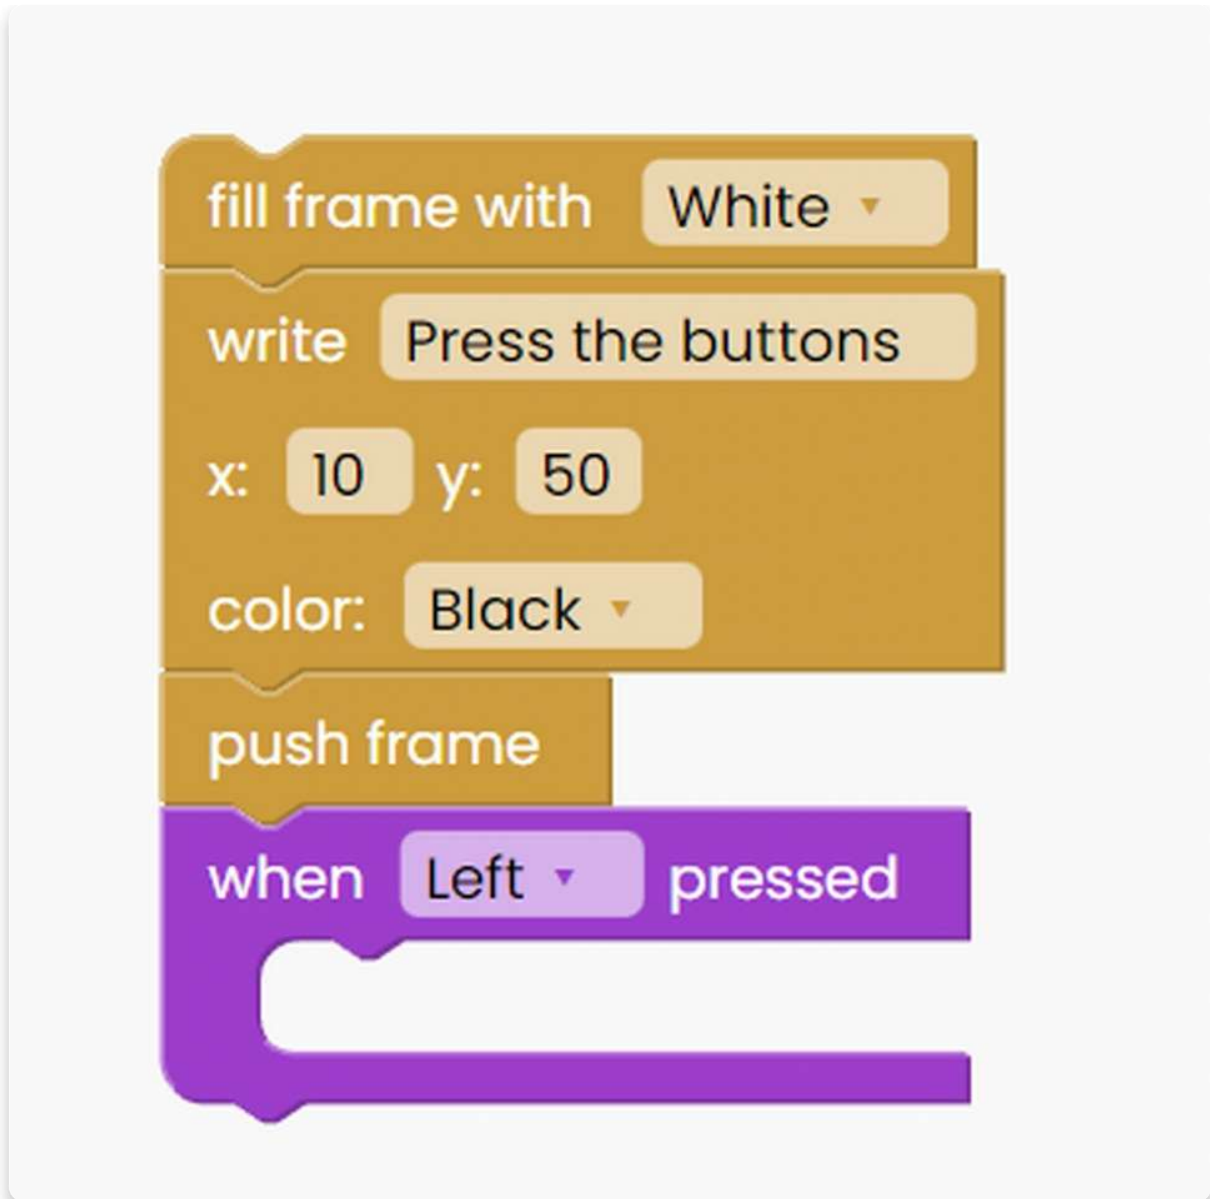 fill frame with White
write Press the buttons
x: 10 y: 50
color: Black
push frame
when Left pressed